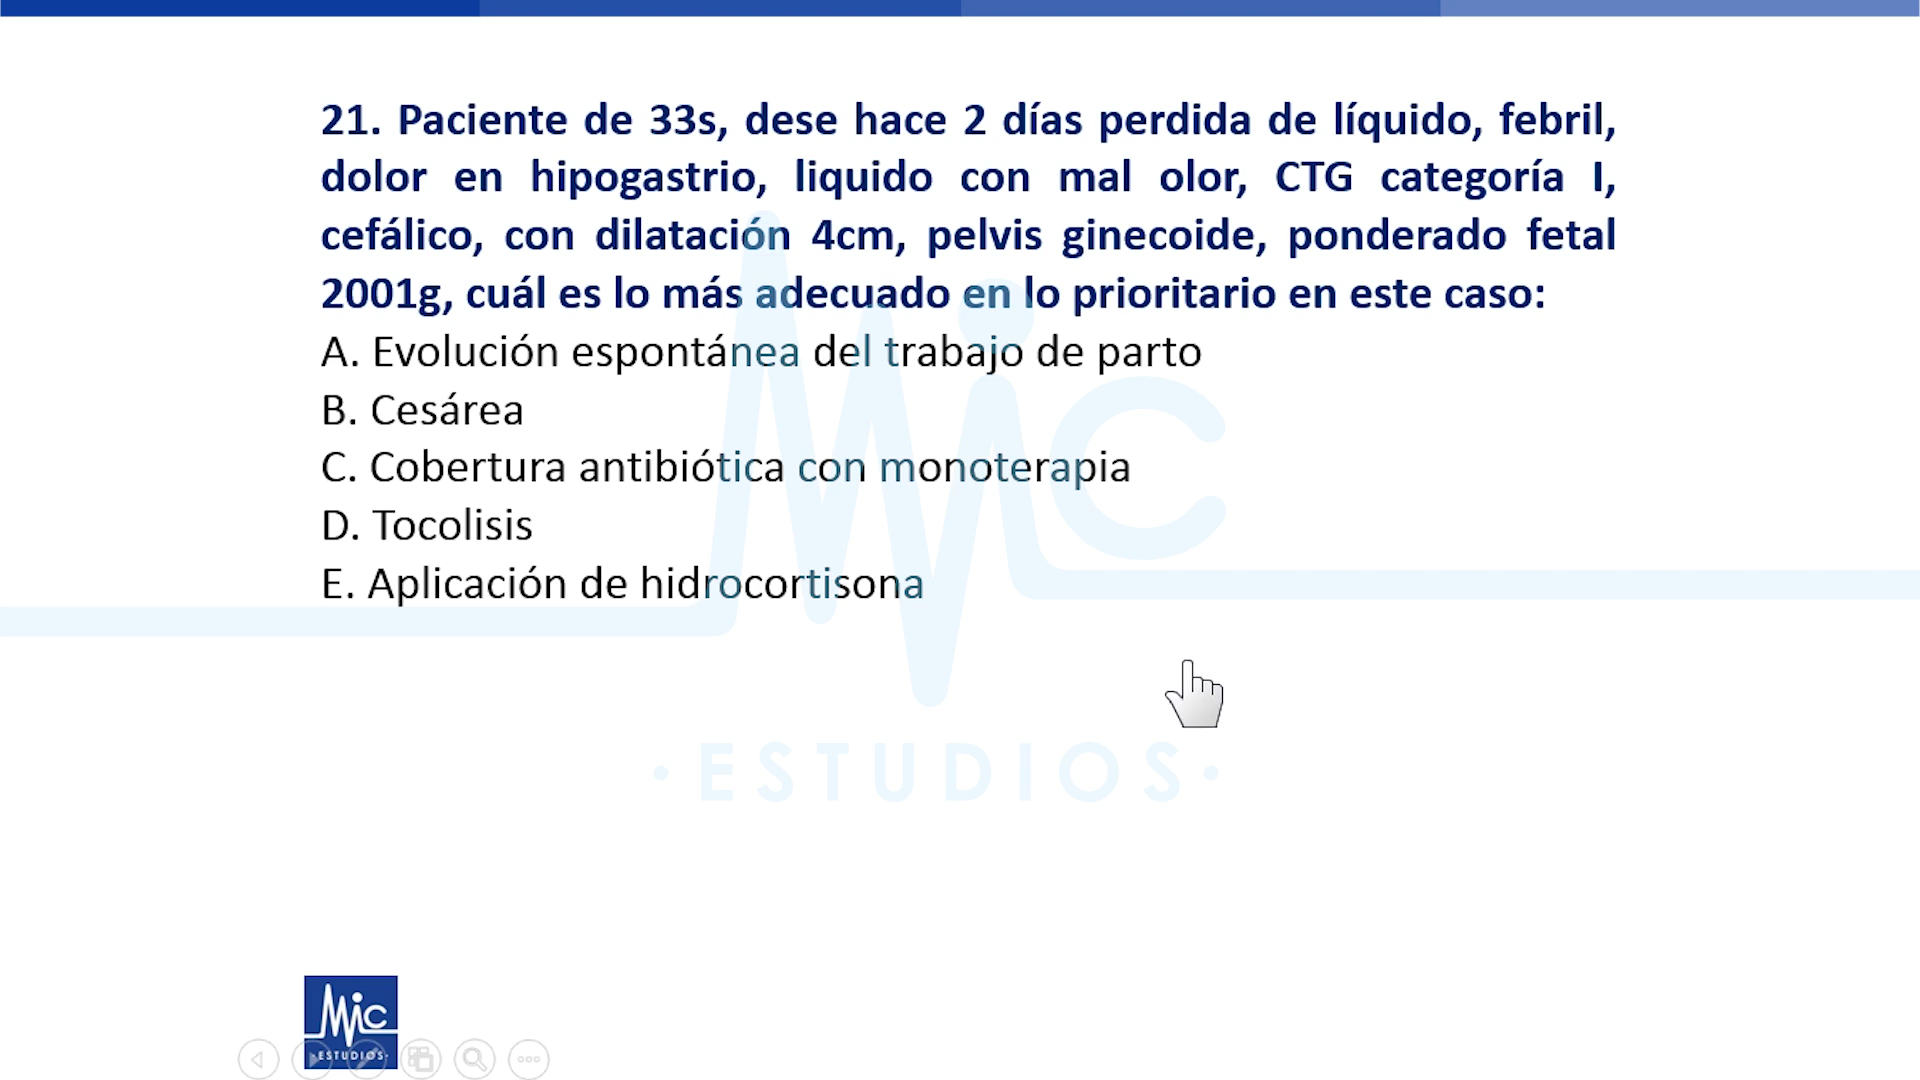 21. Paciente de 33s, dese hace 2 días perdida de líquido, febril,
dolor en hipogastrio, liquido con mal olor, CTG categoría I,
cefálico, con dilatación 4cm, pelvis ginecoide, ponderado fetal
2001g, cuál es lo más adecuado en lo prioritario en este caso:
A. Evolución espontánea del trabajo de parto
B. Cesárea
C. Cobertura antibiótica con monoterapia
D. Tocolisis
E. Aplicación de hidrocortisona
Mic
·ESTUDIOS·
Mic
·ESTUDIOS·